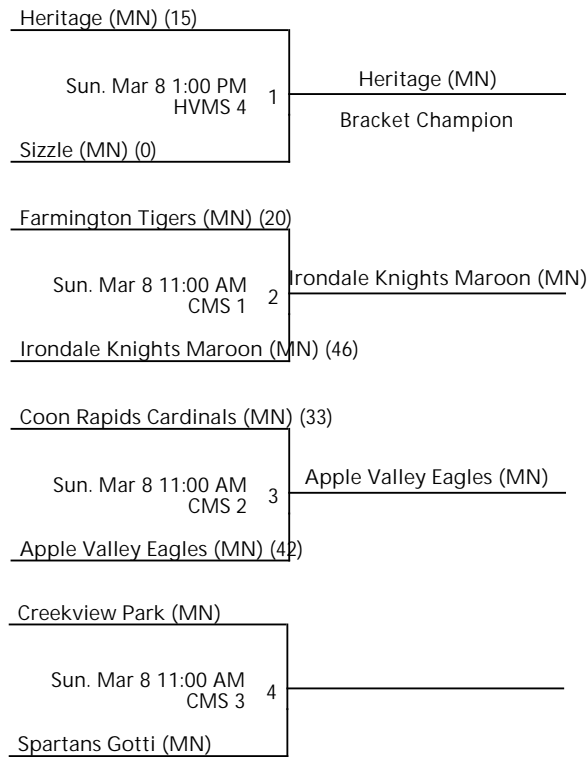 Heritage (MN) (15)
Sun. Mar 8 1:00 PM
HVMS 4
1
Heritage (MN)
Bracket Champion
Sizzle (MN) (0)
Farmington Tigers (MN) (20)
Sun. Mar 8 11:00 AM
CMS 1
2
Irondale Knights Maroon (MN)
Irondale Knights Maroon (MN) (46)
Coon Rapids Cardinals (MN) (33)
Sun. Mar 8 11:00 AM
CMS 2
3
Apple Valley Eagles (MN)
Apple Valley Eagles (MN) (42)
Creekview Park (MN)
Sun. Mar 8 11:00 AM
CMS 3
4
Spartans Gotti (MN)